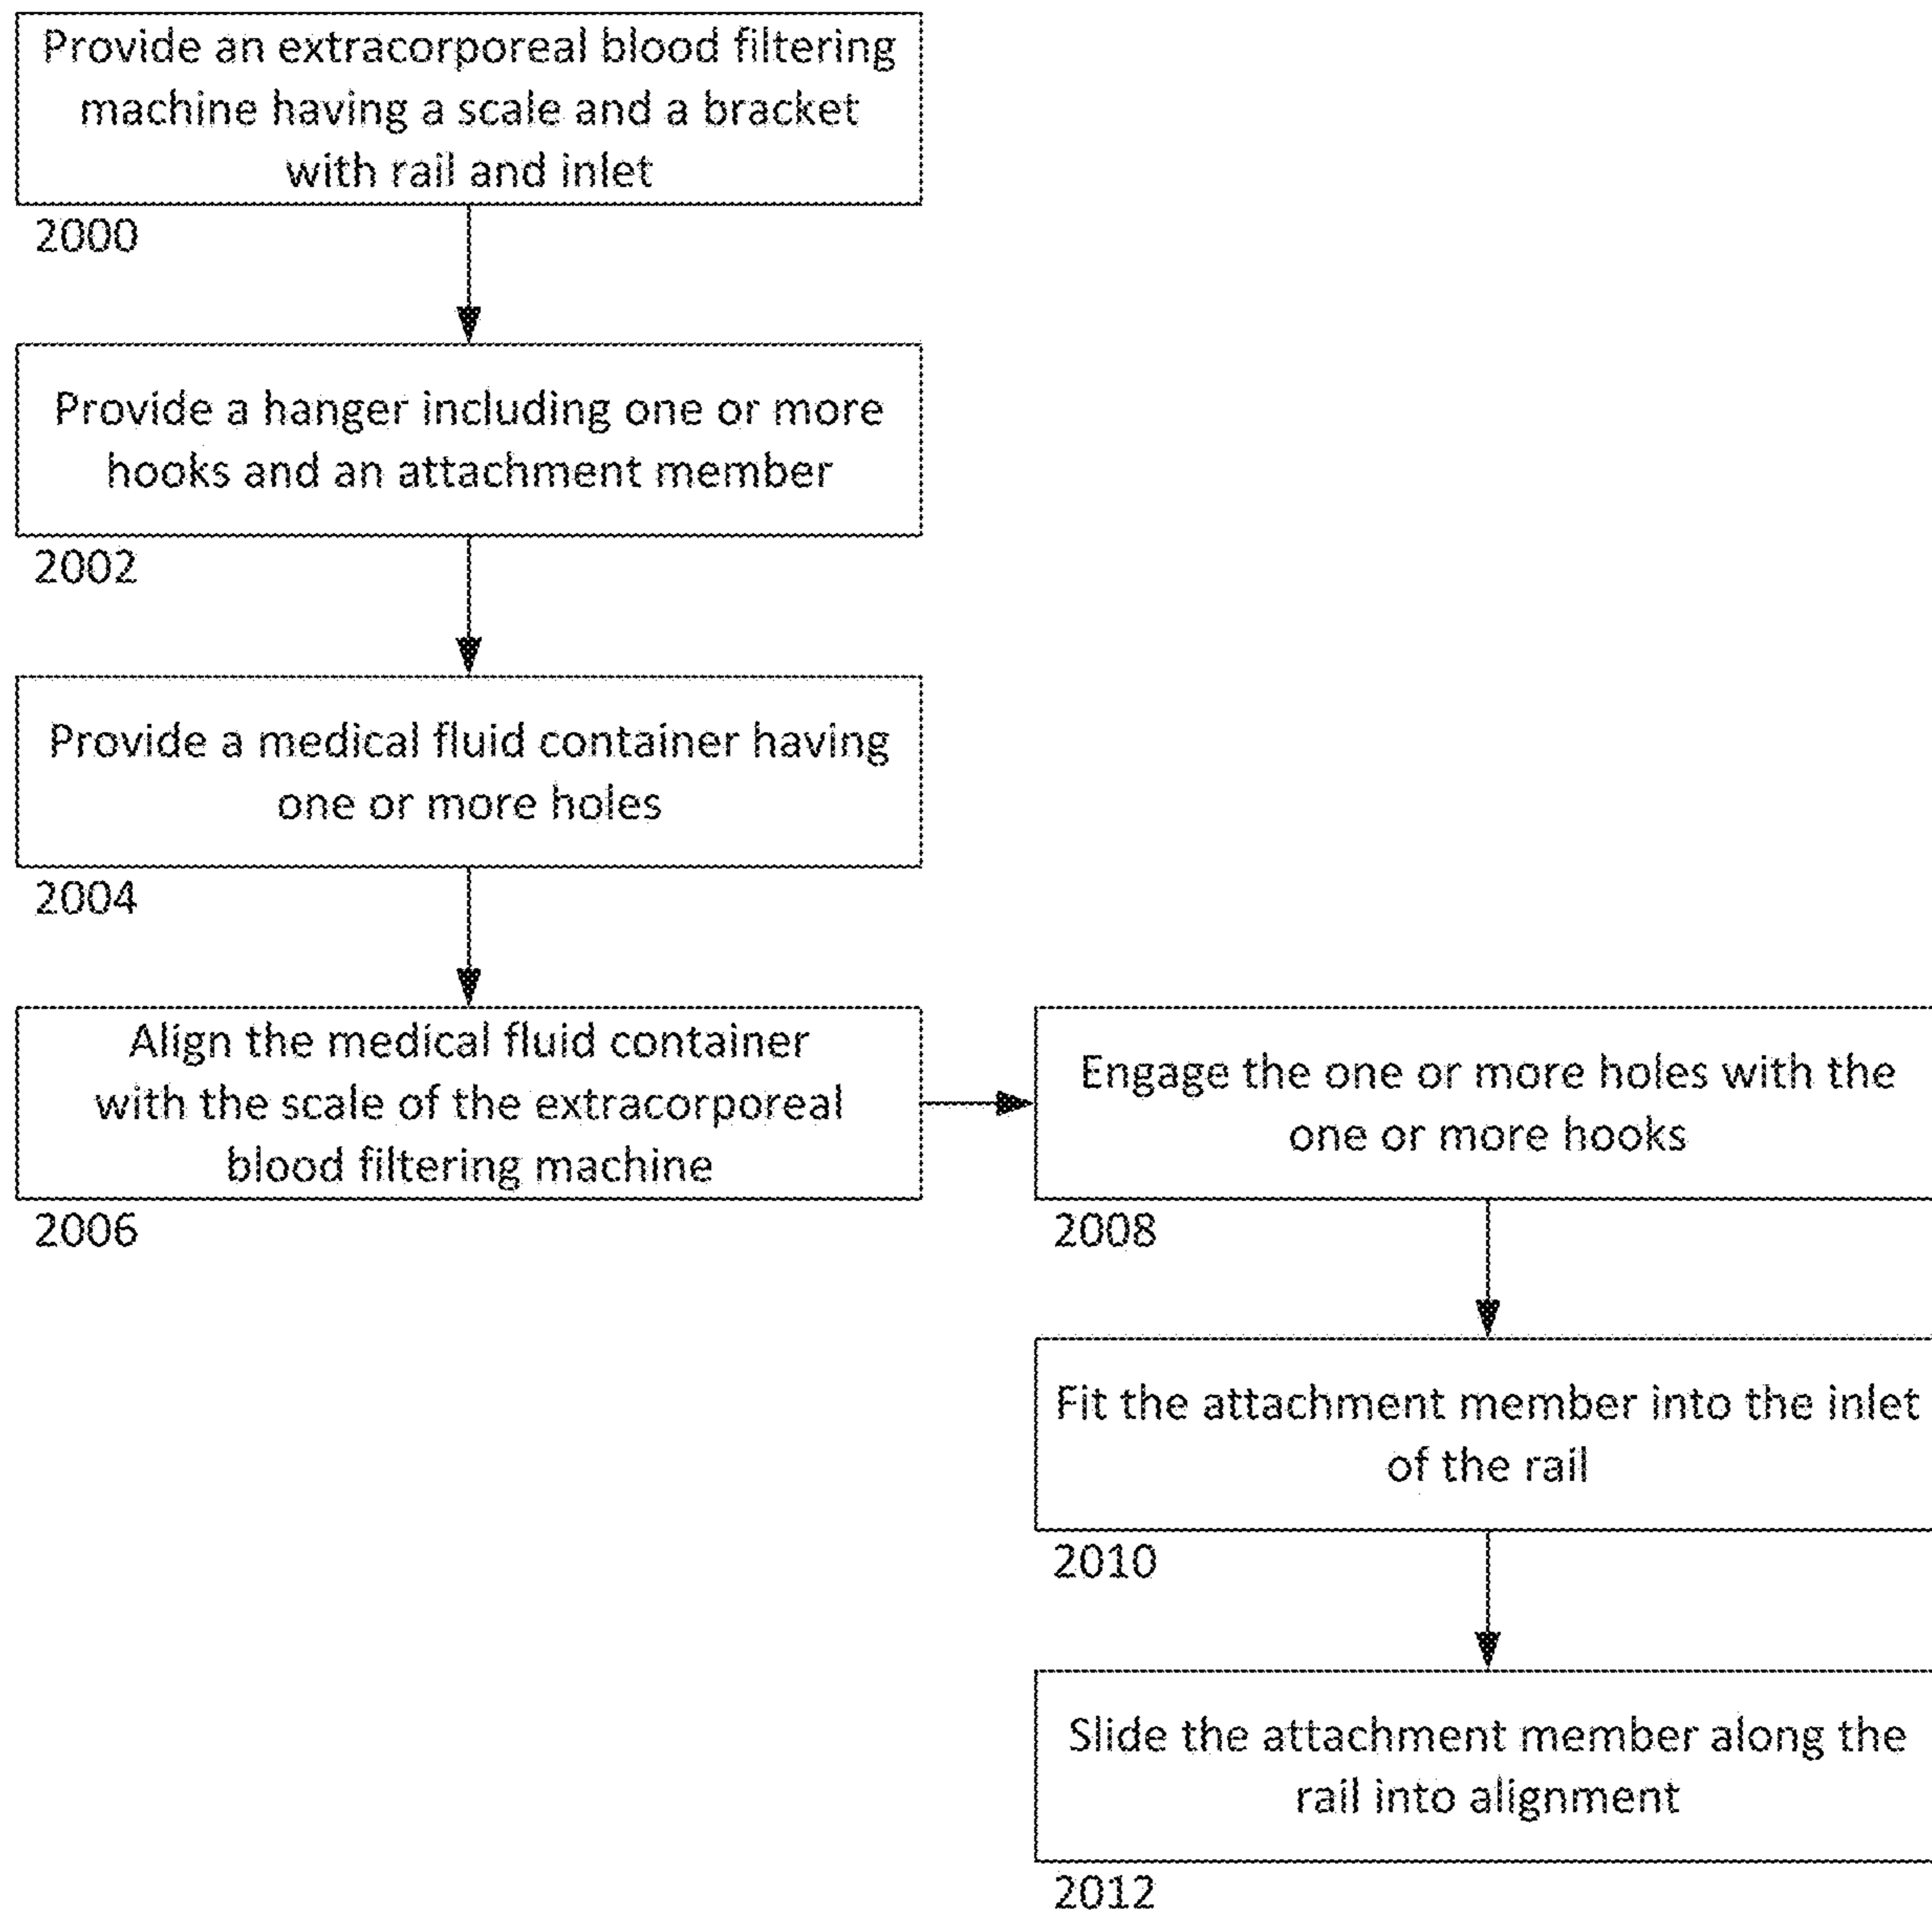 Provide an extracorporeal blood filtering
machine having a scale and a bracket
with rail and inlet
2000
Provide a hanger including one or more
hooks and an attachment member
2002
Provide a medical fluid container having
one or more holes
2004
Align the medical fluid container
with the scale of the extracorporeal
blood filtering machine
2006
Engage the one or more holes with the
one or more hooks
2008
Fit the attachment member into the inlet
of the rail
2010
Slide the attachment member along the
rail into alignment
2012